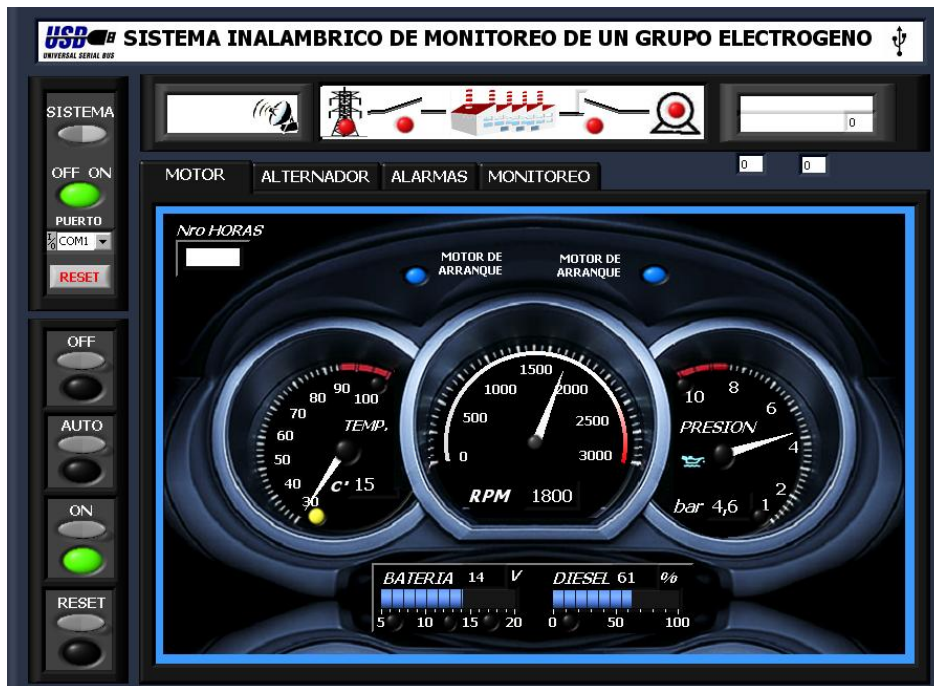 USB SISTEMA INALAMBRICO DE MONITOREO DE UN GRUPO ELECTROGENO
UNIVERSAL SERIAL BUS
SISTEMA
OFF ON
PUERTO
I/O COM1
RESET
OFF
AUTO
ON
RESET
0
0 0
MOTOR ALTERNADOR ALARMAS MONITOREO
Nro HORAS
MOTOR DE ARRANQUE
MOTOR DE ARRANQUE
30 40 50 60 70 80 90 100
TEMP.
C' 15
0 500 1000 1500 2000 2500 3000
RPM 1800
10 8 6 4 2 1
PRESION
bar 4,6
BATERIA 14 V
5 10 15 20
DIESEL 61 %
0 50 100